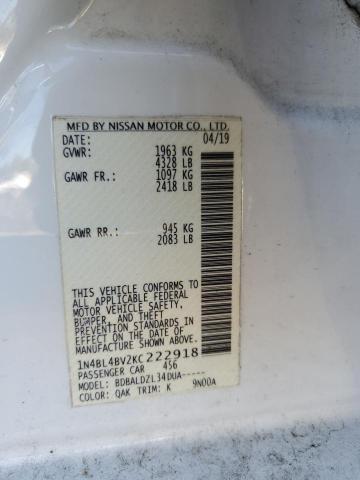 MFD BY NISSAN MOTOR CO., LTD.
DATE: 04/19
GVWR: 1963 KG
4328 LB
GAWR FR.: 1097 KG
2418 LB
GAWR RR.: 945 KG
2083 LB
THIS VEHICLE CONFORMS TO
ALL APPLICABLE FEDERAL
MOTOR VEHICLE SAFETY,
BUMPER, AND THEFT
PREVENTION STANDARDS
IN EFFECT ON THE DATE OF
MANUFACTURE SHOWN
ABOVE.
1N4BL4BV2KC222918
PASSENGER CAR 456
MODEL: BDBALDZL34DUA-----
COLOR: QAK TRIM: K 9N00A